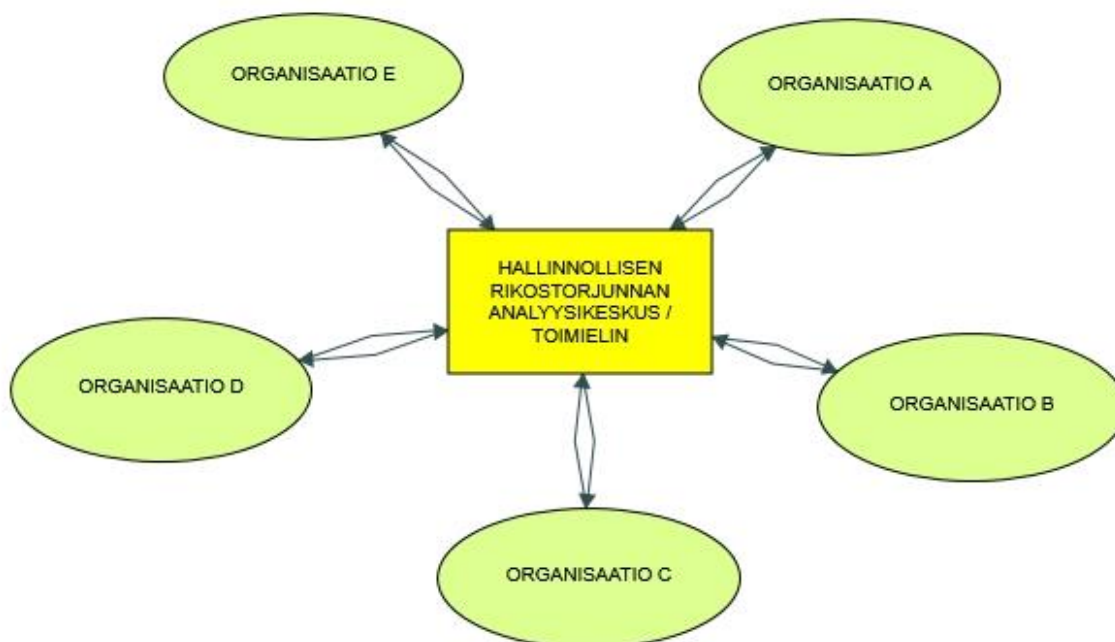 ORGANISAATIO E
ORGANISAATIO A
HALLINNOLLISEN
RIKOSTORJUNNAN
ANALYYSIKESKUS /
TOIMIELIN
ORGANISAATIO D
ORGANISAATIO B
ORGANISAATIO C